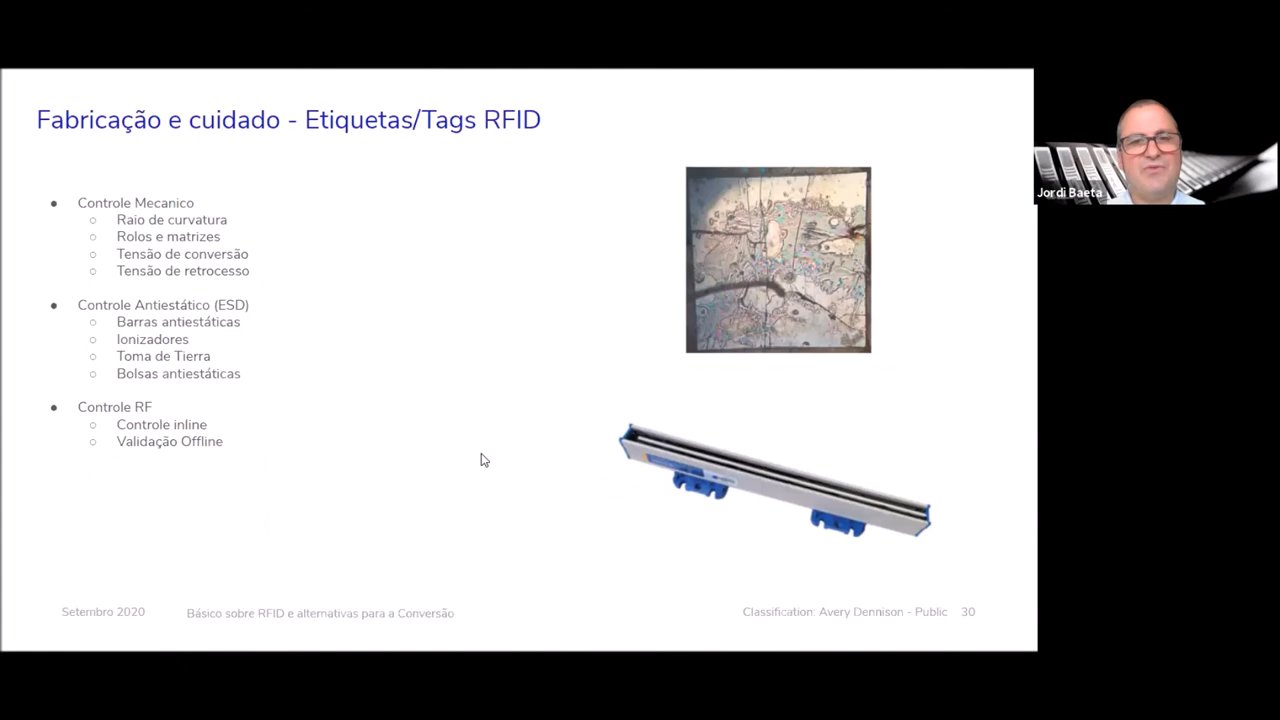 Fabricação e cuidado - Etiquetas/Tags RFID
Controle Mecanico
Raio de curvatura
Rolos e matrizes
Tensão de conversão
Tensão de retrocesso
Controle Antiestático (ESD)
Barras antiestáticas
Ionizadores
Toma de Tierra
Bolsas antiestáticas
Controle RF
Controle inline
Validação Offline
Jordi Baeta
Setembro 2020
Básico sobre RFID e alternativas para a Conversão
Classification: Avery Dennison - Public
30